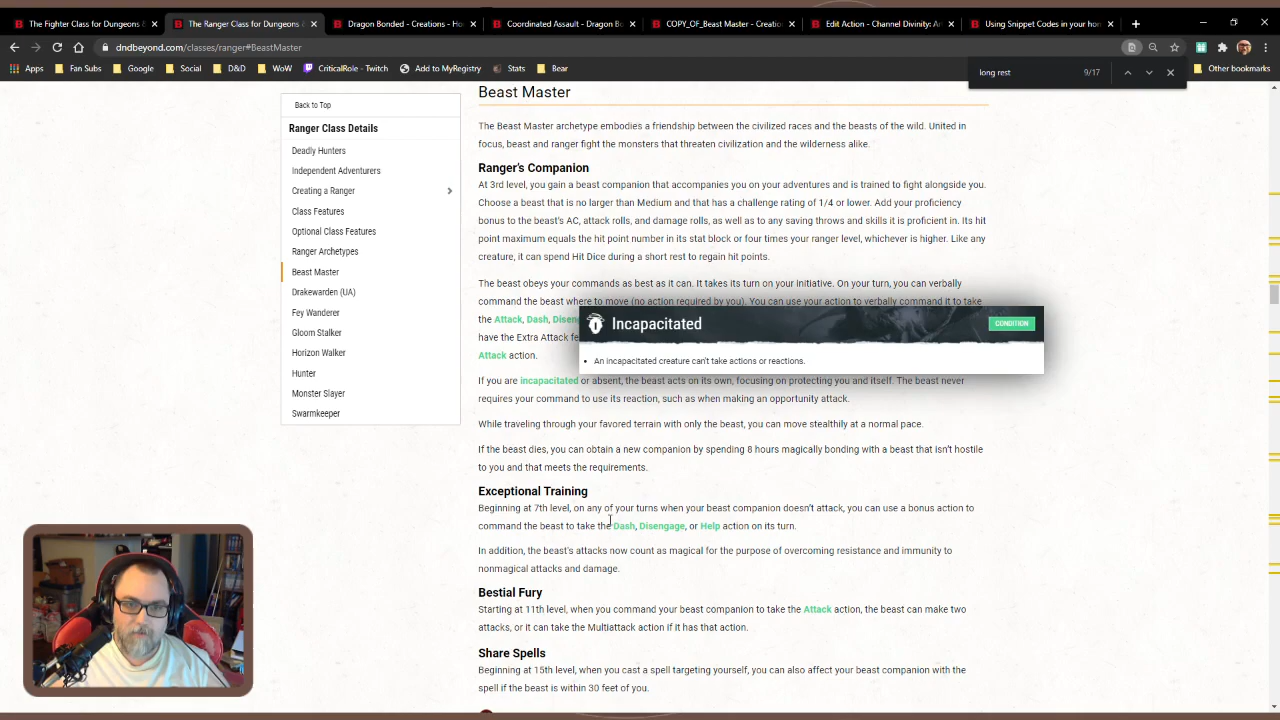 The Fighter Class for Dungeons &
The Ranger Class for Dungeons &
Dragon Bonded - Creations - Ho
Coordinated Assault - Dragon Bo
COPY_OF_Beast Master - Creatio
Edit Action - Channel Divinity: A
Using Snippet Codes in your hon
dndbeyond.com/classes/ranger#BeastMaster
Apps
Fan Subs
Google
Social
D&D
WoW
CriticalRole - Twitch
Add to MyRegistry
Stats
Bear
Other bookmarks
long rest
9/17
Back to Top
Ranger Class Details
Deadly Hunters
Independent Adventurers
Creating a Ranger
Class Features
Optional Class Features
Ranger Archetypes
Beast Master
Drakewarden (UA)
Fey Wanderer
Gloom Stalker
Horizon Walker
Hunter
Monster Slayer
Swarmkeeper
Beast Master
The Beast Master archetype embodies a friendship between the civilized races and the beasts of the wild. United in
focus, beast and ranger fight the monsters that threaten civilization and the wilderness alike.
Ranger's Companion
At 3rd level, you gain a beast companion that accompanies you on your adventures and is trained to fight alongside you.
Choose a beast that is no larger than Medium and that has a challenge rating of 1/4 or lower. Add your proficiency
bonus to the beast's AC, attack rolls, and damage rolls, as well as to any saving throws and skills it is proficient in. Its hit
point maximum equals the hit point number in its stat block or four times your ranger level, whichever is higher. Like any
creature, it can spend Hit Dice during a short rest to regain hit points.
The beast obeys your commands as best as it can. It takes its turn on your initiative. On your turn, you can verbally
command the beast where to move (no action required by you). You can use your action to verbally command it to take
the Attack, Dash, Diseng
have the Extra Attack fe
Attack action.
Incapacitated
CONDITION
• An incapacitated creature can't take actions or reactions.
If you are incapacitated or absent, the beast acts on its own, focusing on protecting you and itself. The beast never
requires your command to use its reaction, such as when making an opportunity attack.
While traveling through your favored terrain with only the beast, you can move stealthily at a normal pace.
If the beast dies, you can obtain a new companion by spending 8 hours magically bonding with a beast that isn't hostile
to you and that meets the requirements.
Exceptional Training
Beginning at 7th level, on any of your turns when your beast companion doesn't attack, you can use a bonus action to
command the beast to take the Dash, Disengage, or Help action on its turn.
In addition, the beast's attacks now count as magical for the purpose of overcoming resistance and immunity to
nonmagical attacks and damage.
Bestial Fury
Starting at 11th level, when you command your beast companion to take the Attack action, the beast can make two
attacks, or it can take the Multiattack action if it has that action.
Share Spells
Beginning at 15th level, when you cast a spell targeting yourself, you can also affect your beast companion with the
spell if the beast is within 30 feet of you.